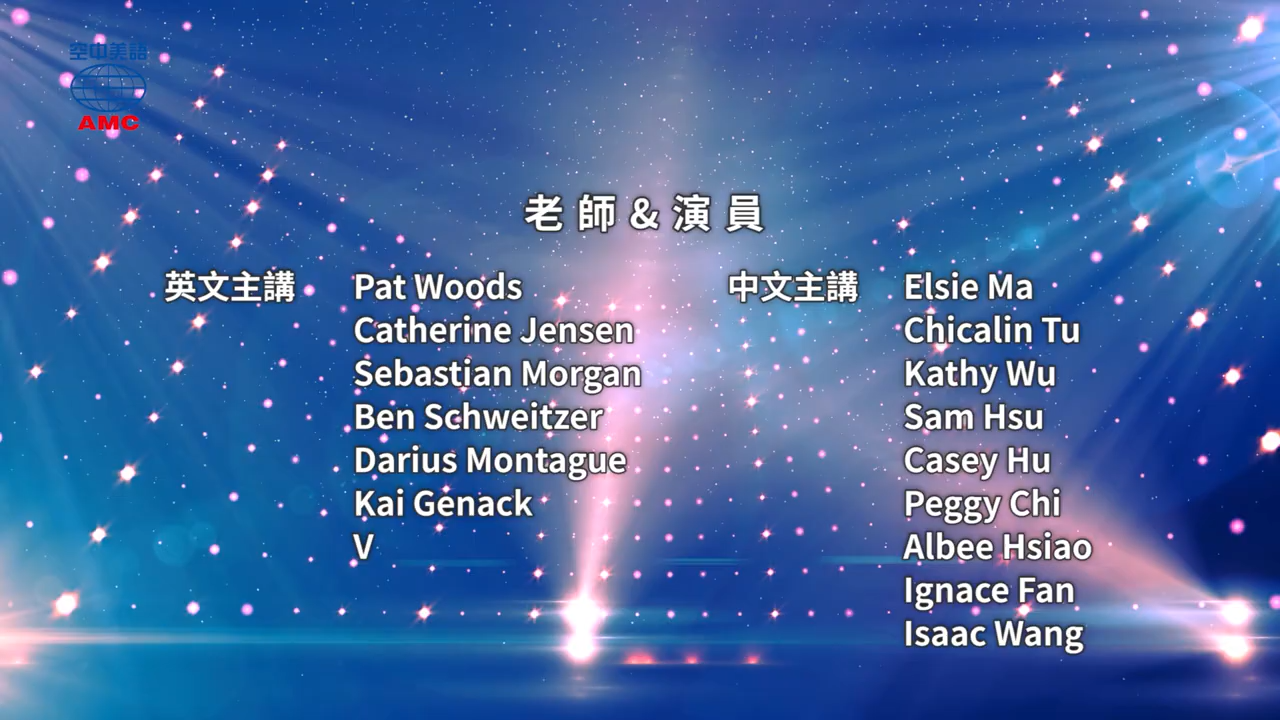 空中美語
AMC
老師&演員
英文主講
Pat Woods
Catherine Jensen
Sebastian Morgan
Ben Schweitzer
Darius Montague
Kai Genack
V
中文主講
Elsie Ma
Chicalin Tu
Kathy Wu
Sam Hsu
Casey Hu
Peggy Chi
Albee Hsiao
Ignace Fan
Isaac Wang